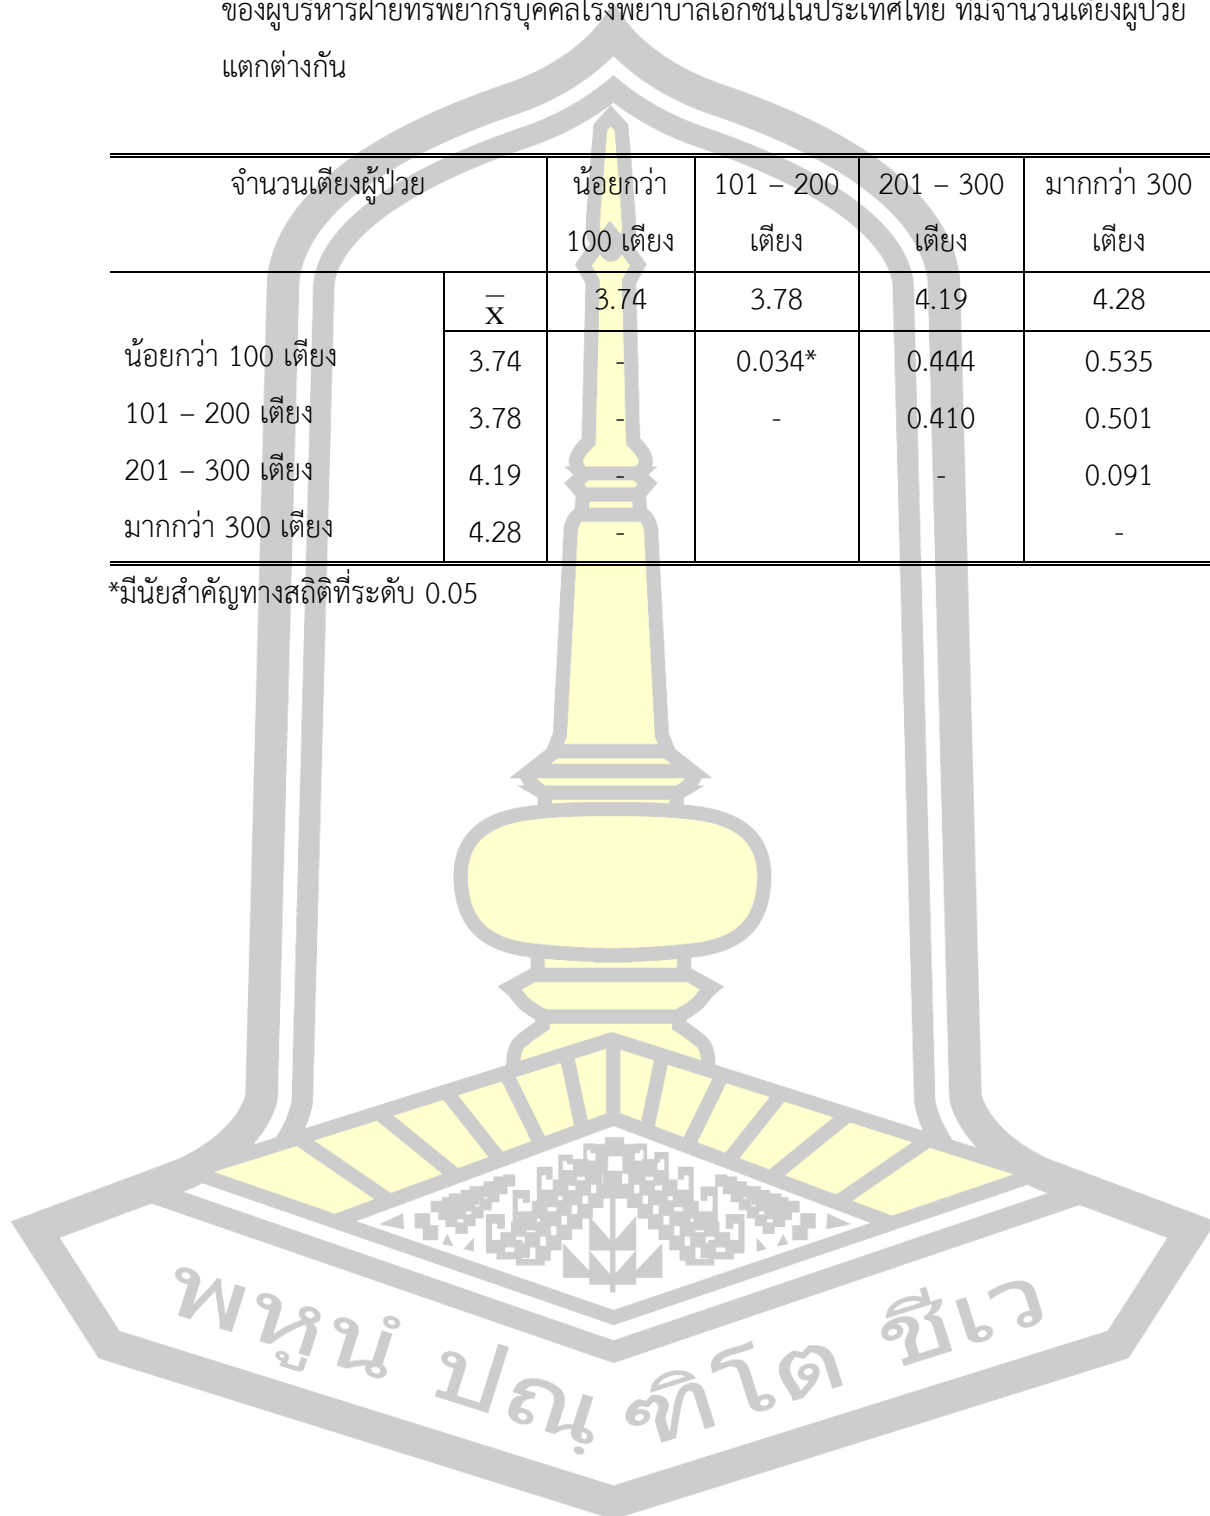 ของผู้บริหารฝ่ายทรัพยากรบุคคลโรงพยาบาลเอกชนในประเทศไทย ที่มีจำนวนเตียงผู้ป่วย
แตกต่างกัน
จำนวนเตียงผู้ป่วย น้อยกว่า 101 – 200 201 – 300 มากกว่า 300
100 เตียง เตียง เตียง เตียง
x̄ 3.74 3.78 4.19 4.28
น้อยกว่า 100 เตียง 3.74 - 0.034* 0.444 0.535
101 – 200 เตียง 3.78 - - 0.410 0.501
201 – 300 เตียง 4.19 - - 0.091
มากกว่า 300 เตียง 4.28 - -
*มีนัยสำคัญทางสถิติที่ระดับ 0.05
พหูนํ ปณฺฑิโต ชีเว